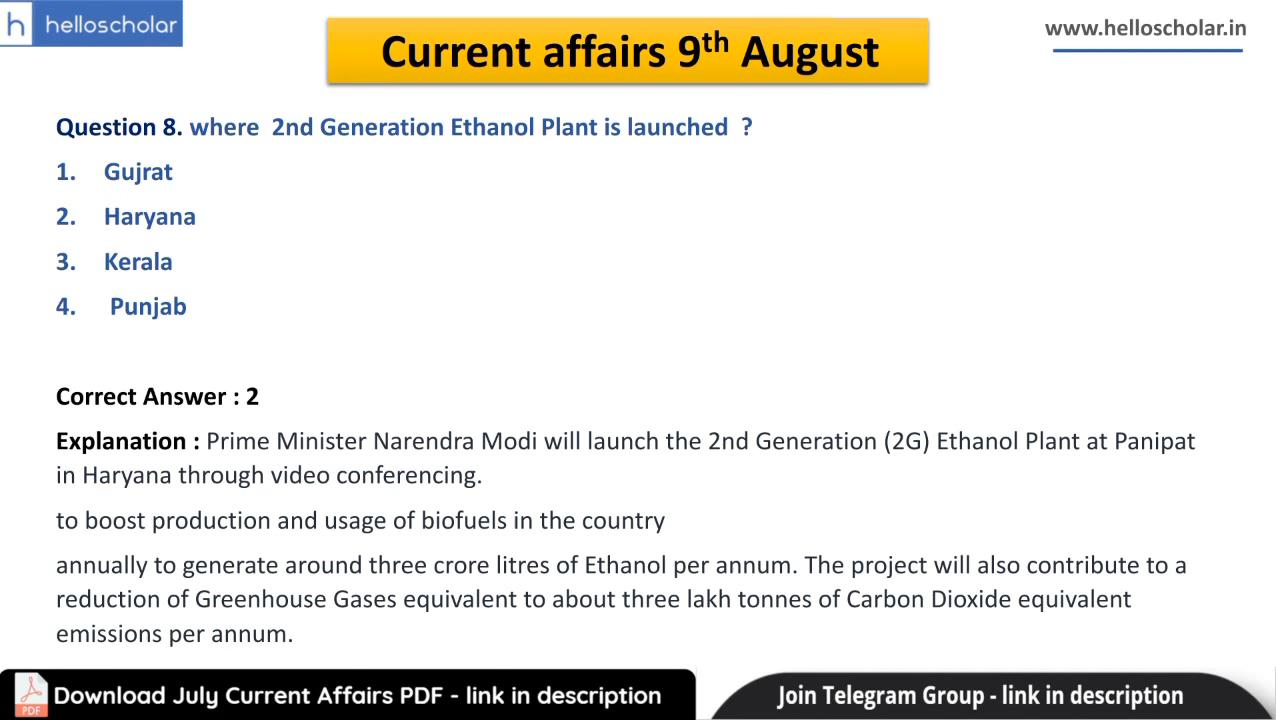 h helloscholar
www.helloscholar.in
Current affairs 9th August
Question 8. where 2nd Generation Ethanol Plant is launched ?
1. Gujrat
2. Haryana
3. Kerala
4. Punjab
Correct Answer : 2
Explanation : Prime Minister Narendra Modi will launch the 2nd Generation (2G) Ethanol Plant at Panipat
in Haryana through video conferencing.
to boost production and usage of biofuels in the country
annually to generate around three crore litres of Ethanol per annum. The project will also contribute to a
reduction of Greenhouse Gases equivalent to about three lakh tonnes of Carbon Dioxide equivalent
emissions per annum.
PDF Download July Current Affairs PDF - link in description
Join Telegram Group - link in description